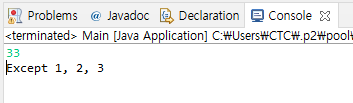 Problems @ Javadoc Declaration Console
<terminated> Main [Java Application] C:₩Users₩CTC₩.p2₩pool₩
33
Except 1, 2, 3